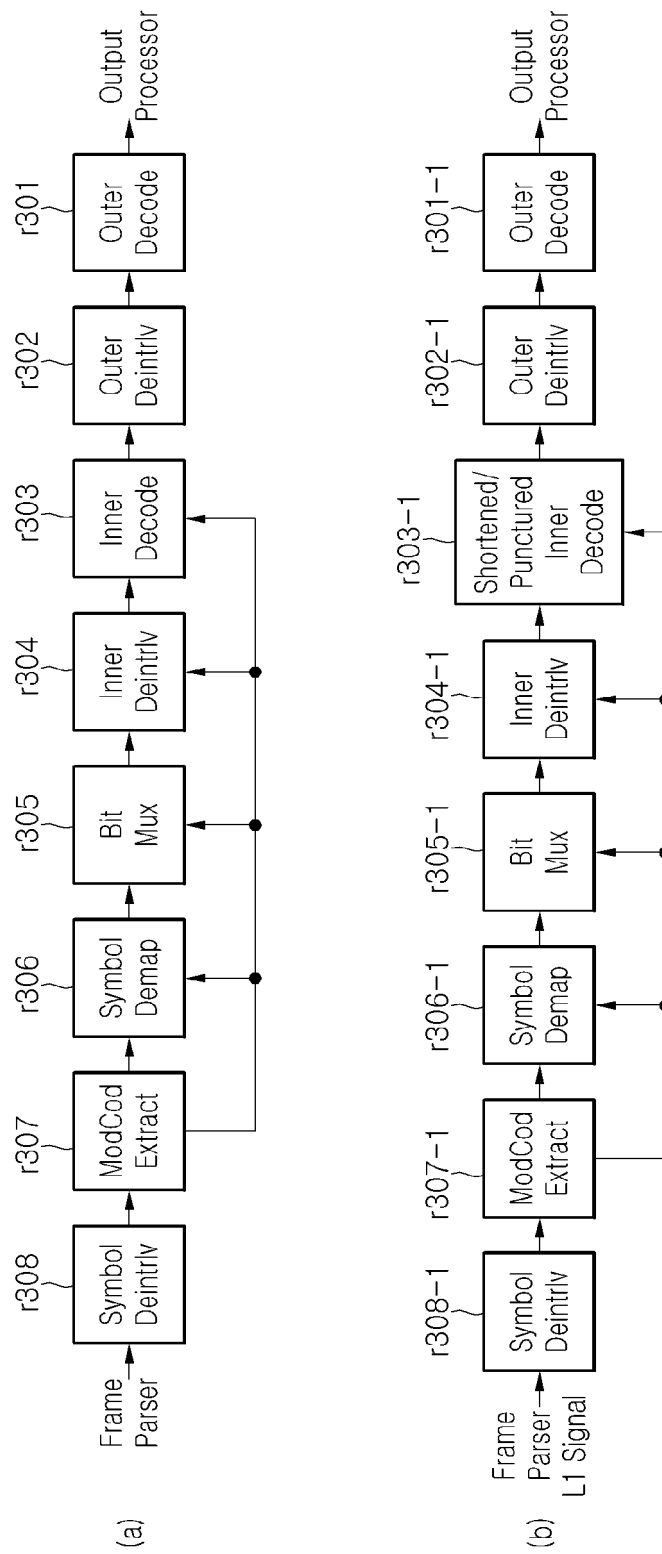 (a)
Frame
Parser
r308
Symbol
Deintrlv
r307
ModCod
Extract
r306
Symbol
Demap
r305
Bit
Mux
r304
Inner
Deintrlv
r303
Inner
Decode
r302
Outer
Deintrlv
r301
Outer
Decode
Output
Processor
(b)
Frame
Parser
L1 Signal
r308-1
Symbol
Deintrlv
r307-1
ModCod
Extract
r306-1
Symbol
Demap
r305-1
Bit
Mux
r304-1
Inner
Deintrlv
r303-1
Shortened/
Punctured
Inner
Decode
r302-1
Outer
Deintrlv
r301-1
Outer
Decode
Output
Processor